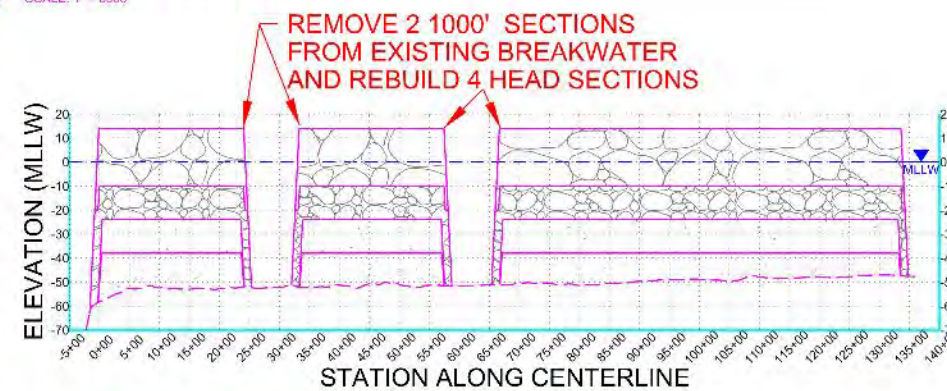 REMOVE 2 1000' SECTIONS
FROM EXISTING BREAKWATER
AND REBUILD 4 HEAD SECTIONS
ELEVATION (MLLW)
20
10
0
-10
-20
-30
-40
-50
-60
-70
MLLW
-5+00 0+00 5+00 10+00 15+00 20+00 25+00 30+00 35+00 40+00 45+00 50+00 55+00 60+00 65+00 70+00 75+00 80+00 85+00 90+00 95+00 100+00 105+00 110+00 115+00 120+00 125+00 130+00 135+00
STATION ALONG CENTERLINE